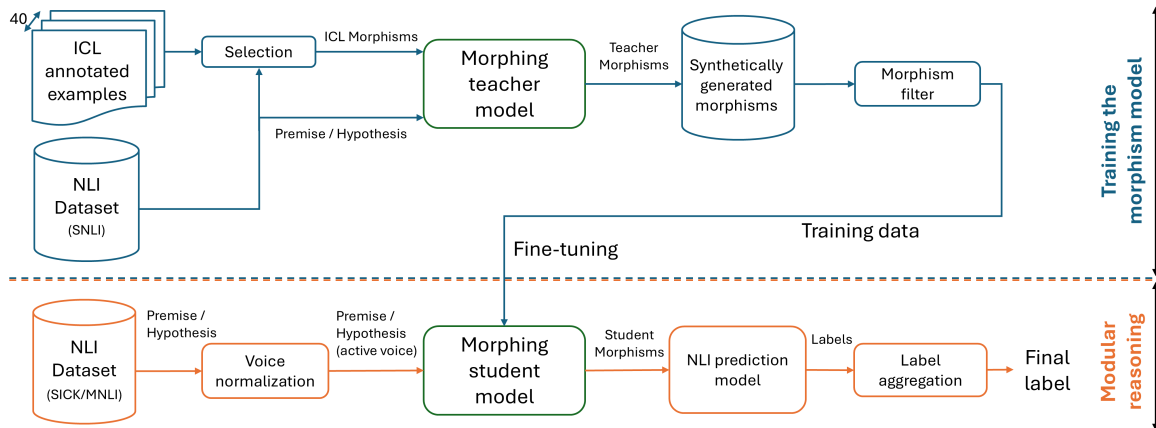 40
ICL
annotated
examples
Selection
ICL Morphisms
Premise / Hypothesis
Morphing
teacher
model
Teacher
Morphisms
Synthetically
generated
morphisms
Morphism
filter
NLI
Dataset
(SNLI)
Training data
Fine-tuning
Training the
morphism model
NLI
Dataset
(SICK/MNLI)
Premise /
Hypothesis
Voice
normalization
Premise /
Hypothesis
(active voice)
Morphing
student
model
Student
Morphisms
NLI prediction
model
Labels
Label
aggregation
Final
label
Modular
reasoning